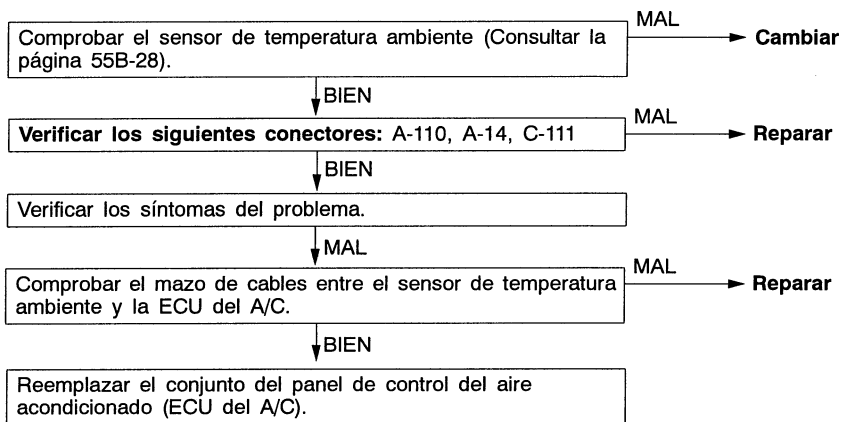 Comprobar el sensor de temperatura ambiente (Consultar la
página 55B-28).
MAL
Cambiar
BIEN
Verificar los siguientes conectores: A-110, A-14, C-111
MAL
Reparar
BIEN
Verificar los síntomas del problema.
MAL
Comprobar el mazo de cables entre el sensor de temperatura
ambiente y la ECU del A/C.
MAL
Reparar
BIEN
Reemplazar el conjunto del panel de control del aire
acondicionado (ECU del A/C).